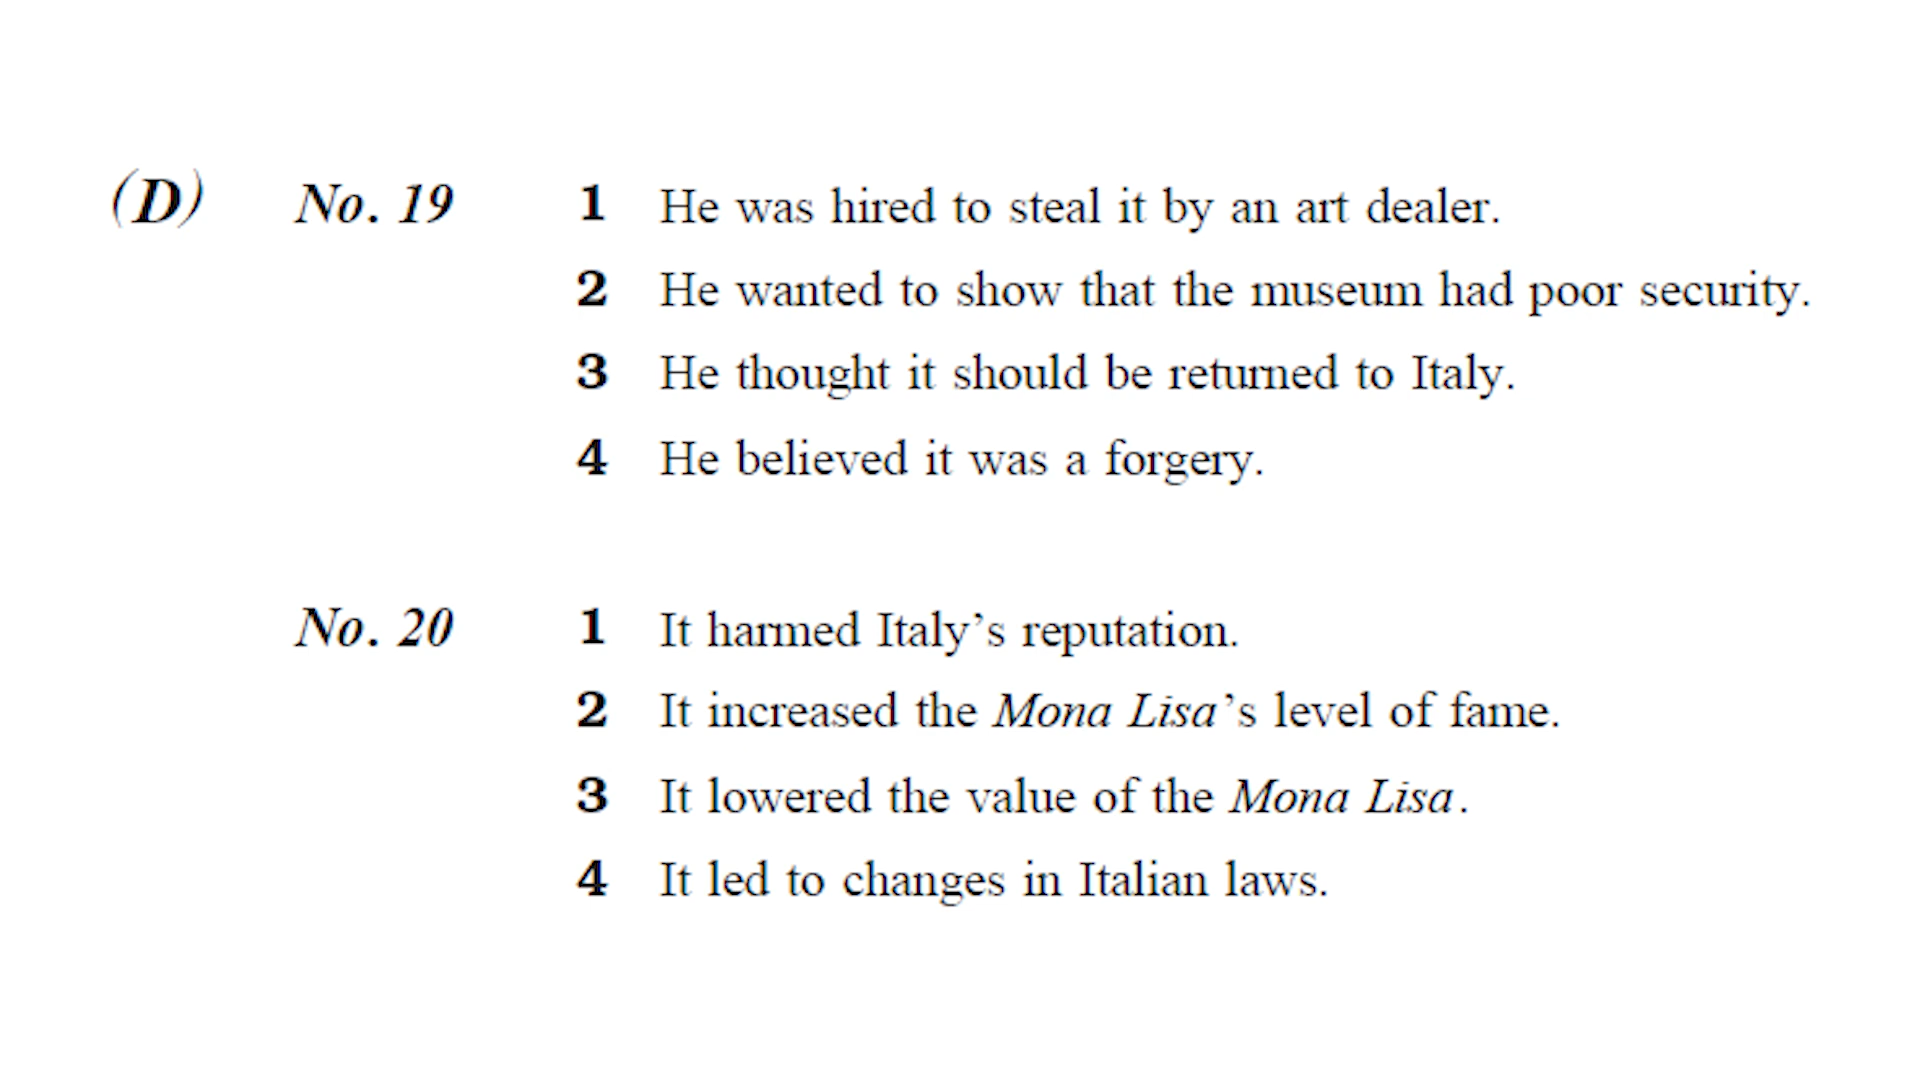 (D) No. 19 1 He was hired to steal it by an art dealer.
2 He wanted to show that the museum had poor security.
3 He thought it should be returned to Italy.
4 He believed it was a forgery.
No. 20 1 It harmed Italy's reputation.
2 It increased the Mona Lisa's level of fame.
3 It lowered the value of the Mona Lisa.
4 It led to changes in Italian laws.